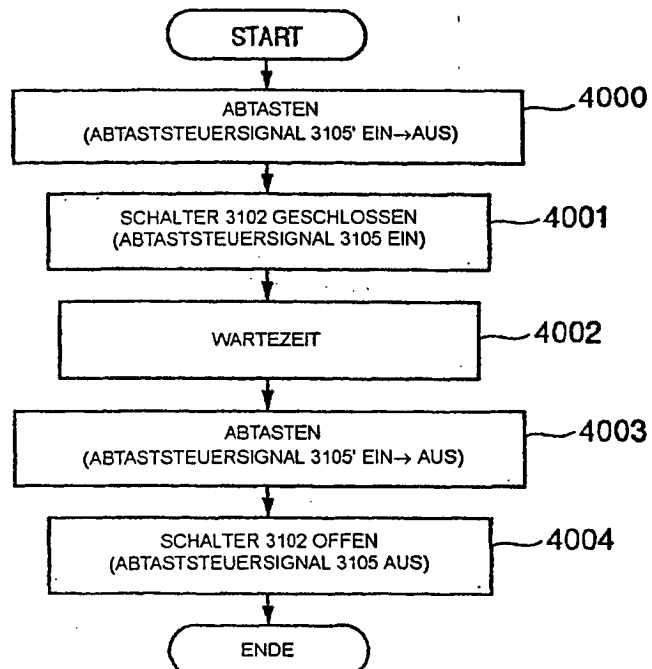 START
ABTASTEN
(ABTASTSTEUERSIGNAL 3105' EIN→AUS)
4000
SCHALTER 3102 GESCHLOSSEN
(ABTASTSTEUERSIGNAL 3105 EIN)
4001
WARTEZEIT
4002
ABTASTEN
(ABTASTSTEUERSIGNAL 3105' EIN→ AUS)
4003
SCHALTER 3102 OFFEN
(ABTASTSTEUERSIGNAL 3105 AUS)
4004
ENDE